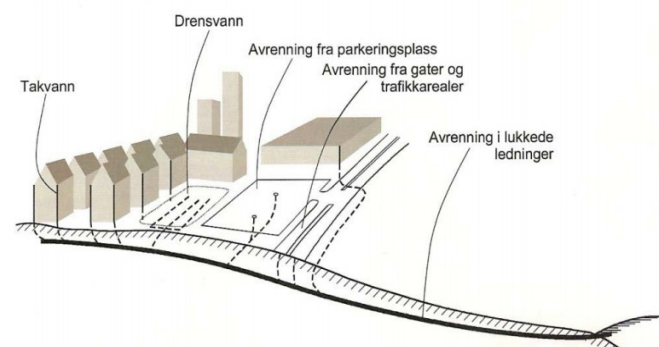 Drensvann
Avrenning fra parkeringsplass
Avrenning fra gater og
trafikkarealer
Takvann
Avrenning i lukkede
ledninger